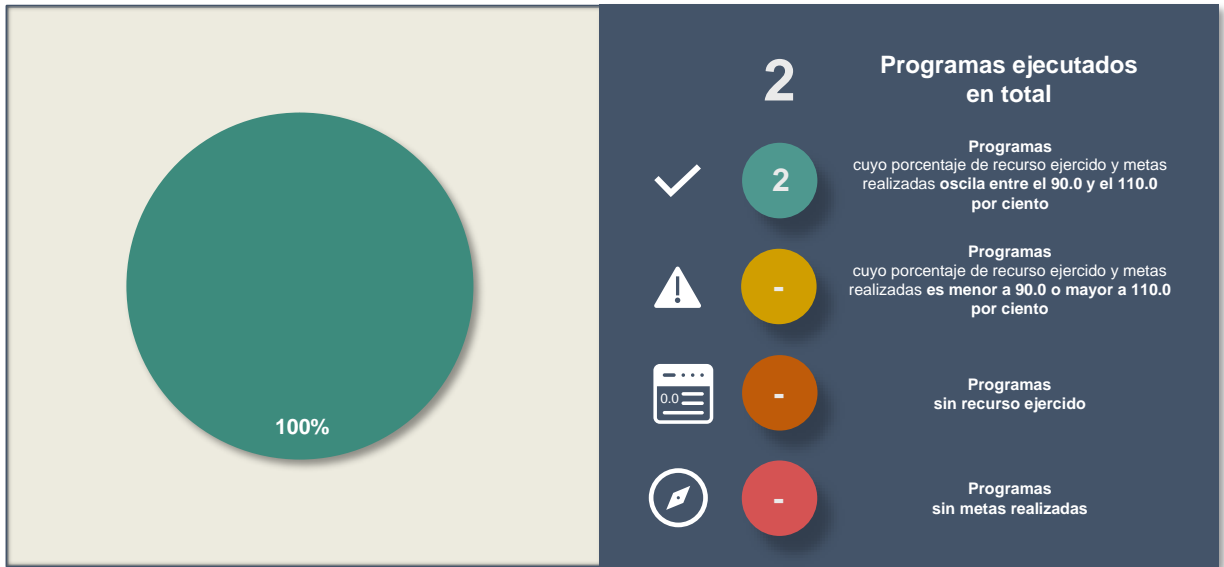 100%
2
Programas ejecutados
en total
2
Programas
cuyo porcentaje de recurso ejercido y metas
realizadas oscila entre el 90.0 y el 110.0
por ciento
-
Programas
cuyo porcentaje de recurso ejercido y metas
realizadas es menor a 90.0 o mayor a 110.0
por ciento
0.0
-
Programas
sin recurso ejercido
-
Programas
sin metas realizadas